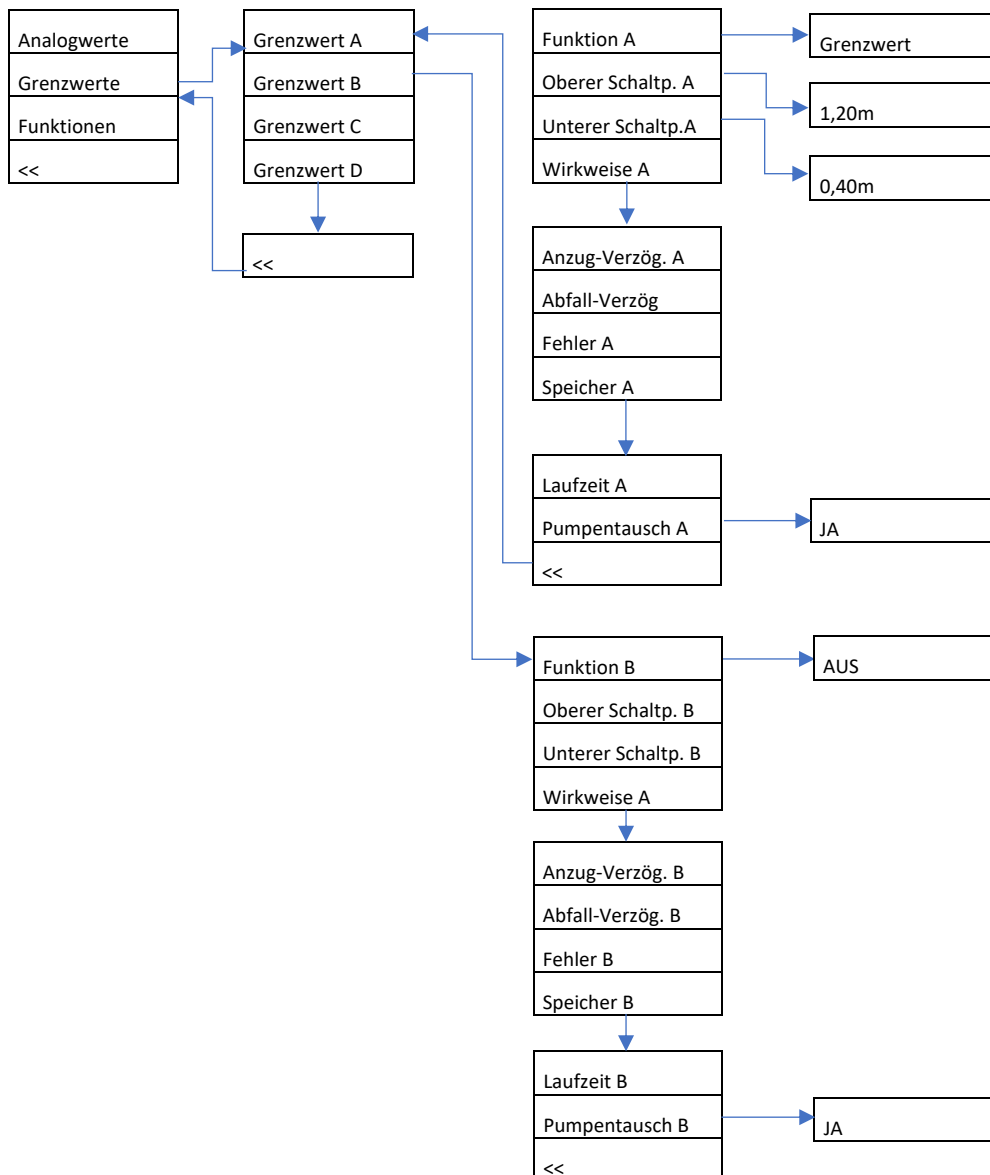 Analogwerte
Grenzwerte
Funktionen
<<
Grenzwert A
Grenzwert B
Grenzwert C
Grenzwert D
<<
Funktion A
Oberer Schaltp. A
Unterer Schaltp.A
Wirkweise A
Grenzwert
1,20m
0,40m
Anzug-Verzög. A
Abfall-Verzög
Fehler A
Speicher A
Laufzeit A
Pumpentausch A
<<
JA
Funktion B
Oberer Schaltp. B
Unterer Schaltp. B
Wirkweise A
AUS
Anzug-Verzög. B
Abfall-Verzög. B
Fehler B
Speicher B
Laufzeit B
Pumpentausch B
<<
JA